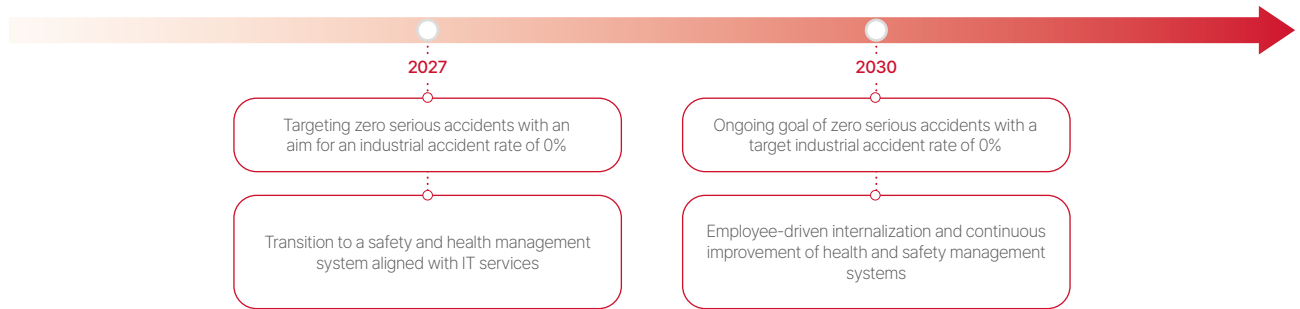 2027
Targeting zero serious accidents with an
aim for an industrial accident rate of 0%
Transition to a safety and health management
system aligned with IT services
2030
Ongoing goal of zero serious accidents with a
target industrial accident rate of 0%
Employee-driven internalization and continuous
improvement of health and safety management
systems